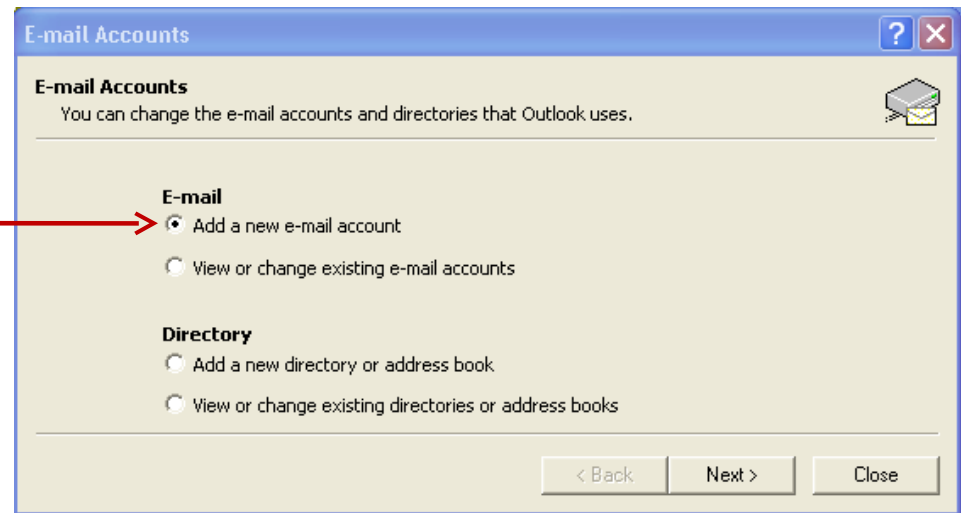 E-mail Accounts
E-mail Accounts
You can change the e-mail accounts and directories that Outlook uses.
E-mail
Add a new e-mail account
View or change existing e-mail accounts
Directory
Add a new directory or address book
View or change existing directories or address books
< Back Next > Close